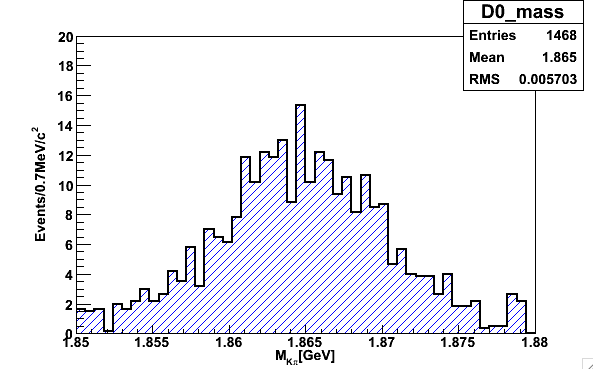 D0_mass
Entries 1468
Mean 1.865
RMS 0.005703
Events/0.7MeV/c²
20
18
16
14
12
10
8
6
4
2
0
1.85 1.855 1.86 1.865 1.87 1.875 1.88
M_Kπ[GeV]